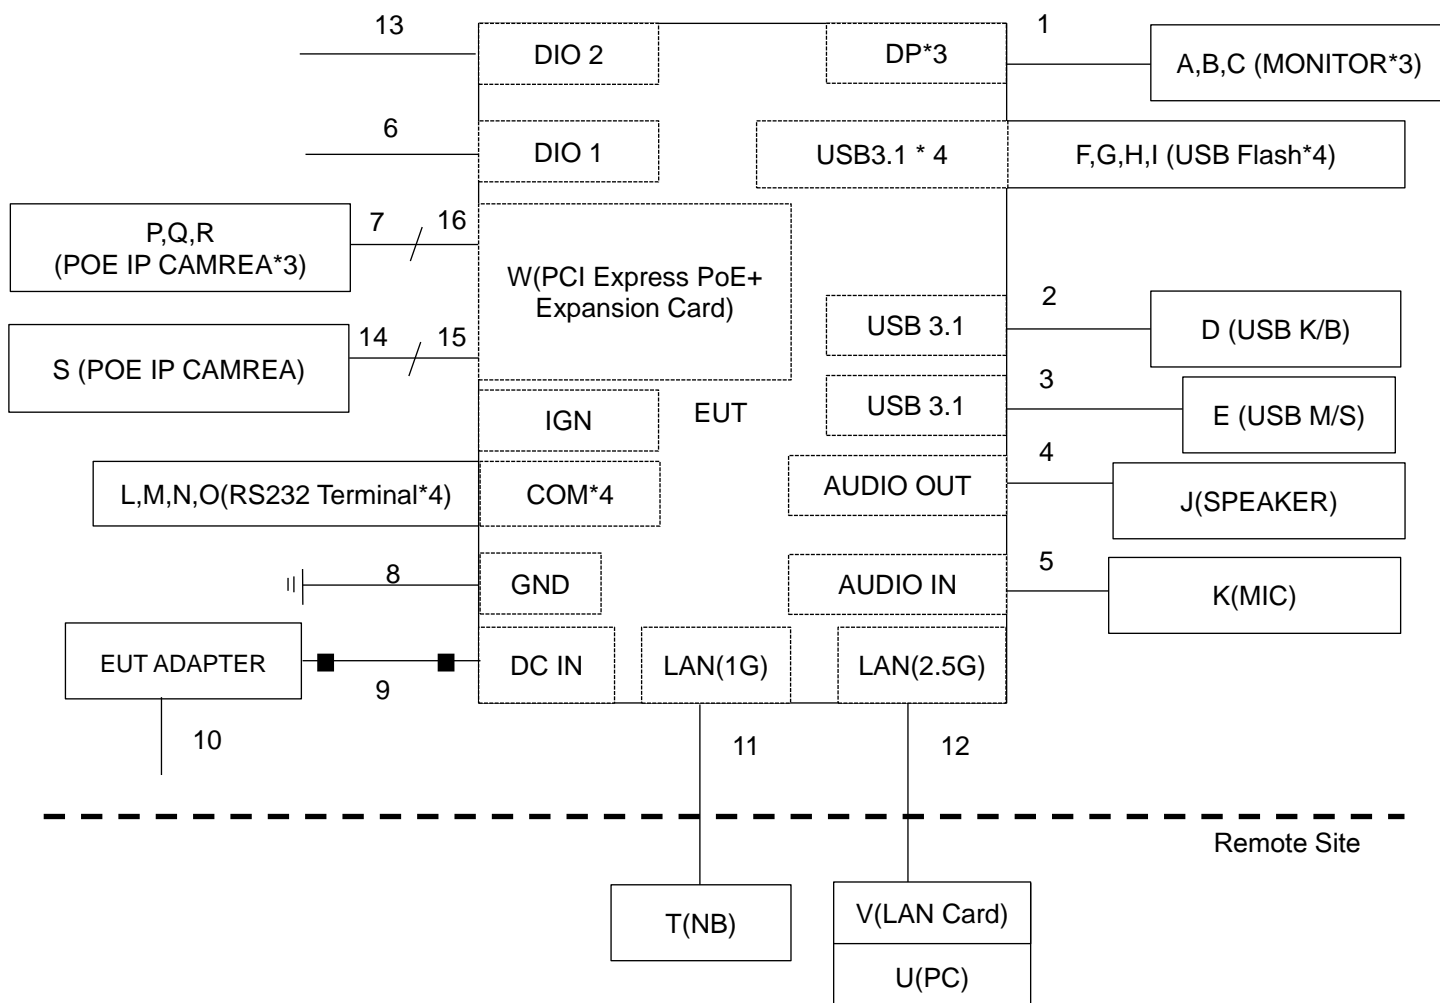 13
DIO 2
DP*3
1
A,B,C (MONITOR*3)
6
DIO 1
USB3.1 * 4
F,G,H,I (USB Flash*4)
P,Q,R
(POE IP CAMREA*3)
7
16
W(PCI Express PoE+
Expansion Card)
2
USB 3.1
D (USB K/B)
S (POE IP CAMREA)
14
15
3
USB 3.1
E (USB M/S)
IGN
EUT
4
L,M,N,O(RS232 Terminal*4)
COM*4
AUDIO OUT
J(SPEAKER)
8
GND
AUDIO IN
5
K(MIC)
EUT ADAPTER
9
DC IN
LAN(1G)
LAN(2.5G)
10
11
12
Remote Site
T(NB)
V(LAN Card)
U(PC)